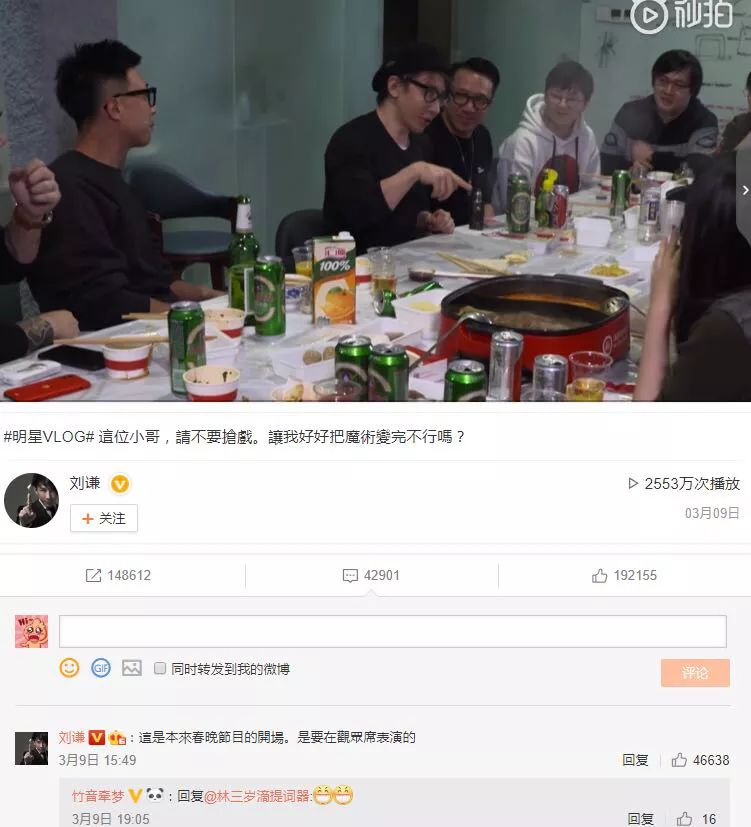 秒拍
100%
#明星VLOG# 這位小哥，請不要搶戲。讓我好好把魔術變完不行嗎？
刘谦
2553万次播放
+ 关注
03月09日
148612
42901
192155
Hi~
GIF
同时转发到我的微博
评论
刘谦：這是本來春晚節目的開場。是要在觀眾席表演的
3月9日 15:49
回复
46638
竹音牵梦：回复@林三岁滴提词器:
3月9日 19:05
回复
16